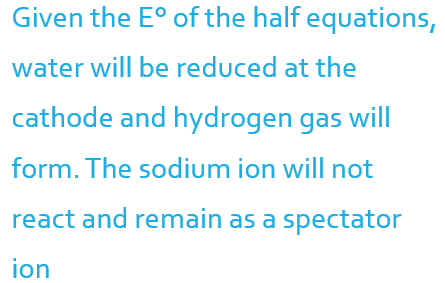 Given the E° of the half equations,
water will be reduced at the
cathode and hydrogen gas will
form. The sodium ion will not
react and remain as a spectator
ion